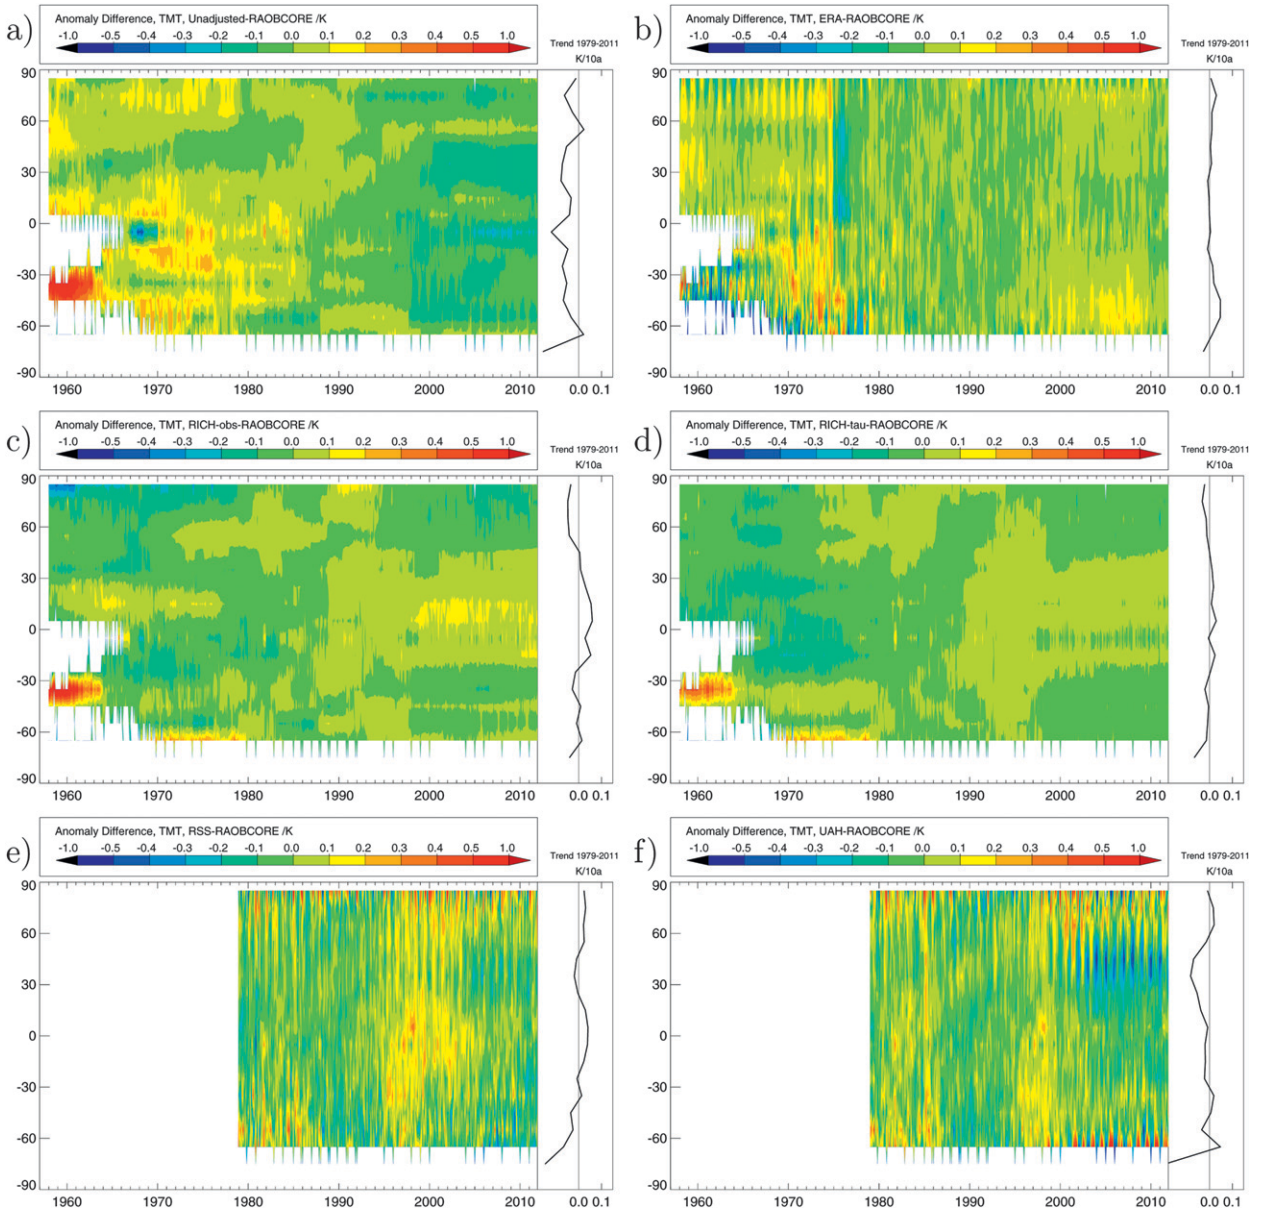 a)
Anomaly Difference, TMT, Unadjusted-RAOBCORE /K
-1.0 -0.5 -0.4 -0.3 -0.2 -0.1 0.0 0.1 0.2 0.3 0.4 0.5 1.0
Trend 1979-2011
K/10a
90
60
30
0
-30
-60
-90
1960 1970 1980 1990 2000 2010
0.0 0.1
b)
Anomaly Difference, TMT, ERA-RAOBCORE /K
-1.0 -0.5 -0.4 -0.3 -0.2 -0.1 0.0 0.1 0.2 0.3 0.4 0.5 1.0
Trend 1979-2011
K/10a
90
60
30
0
-30
-60
-90
1960 1970 1980 1990 2000 2010
0.0 0.1
c)
Anomaly Difference, TMT, RICH-obs-RAOBCORE /K
-1.0 -0.5 -0.4 -0.3 -0.2 -0.1 0.0 0.1 0.2 0.3 0.4 0.5 1.0
Trend 1979-2011
K/10a
90
60
30
0
-30
-60
-90
1960 1970 1980 1990 2000 2010
0.0 0.1
d)
Anomaly Difference, TMT, RICH-tau-RAOBCORE /K
-1.0 -0.5 -0.4 -0.3 -0.2 -0.1 0.0 0.1 0.2 0.3 0.4 0.5 1.0
Trend 1979-2011
K/10a
90
60
30
0
-30
-60
-90
1960 1970 1980 1990 2000 2010
0.0 0.1
e)
Anomaly Difference, TMT, RSS-RAOBCORE /K
-1.0 -0.5 -0.4 -0.3 -0.2 -0.1 0.0 0.1 0.2 0.3 0.4 0.5 1.0
Trend 1979-2011
K/10a
90
60
30
0
-30
-60
-90
1960 1970 1980 1990 2000 2010
0.0 0.1
f)
Anomaly Difference, TMT, UAH-RAOBCORE /K
-1.0 -0.5 -0.4 -0.3 -0.2 -0.1 0.0 0.1 0.2 0.3 0.4 0.5 1.0
Trend 1979-2011
K/10a
90
60
30
0
-30
-60
-90
1960 1970 1980 1990 2000 2010
0.0 0.1